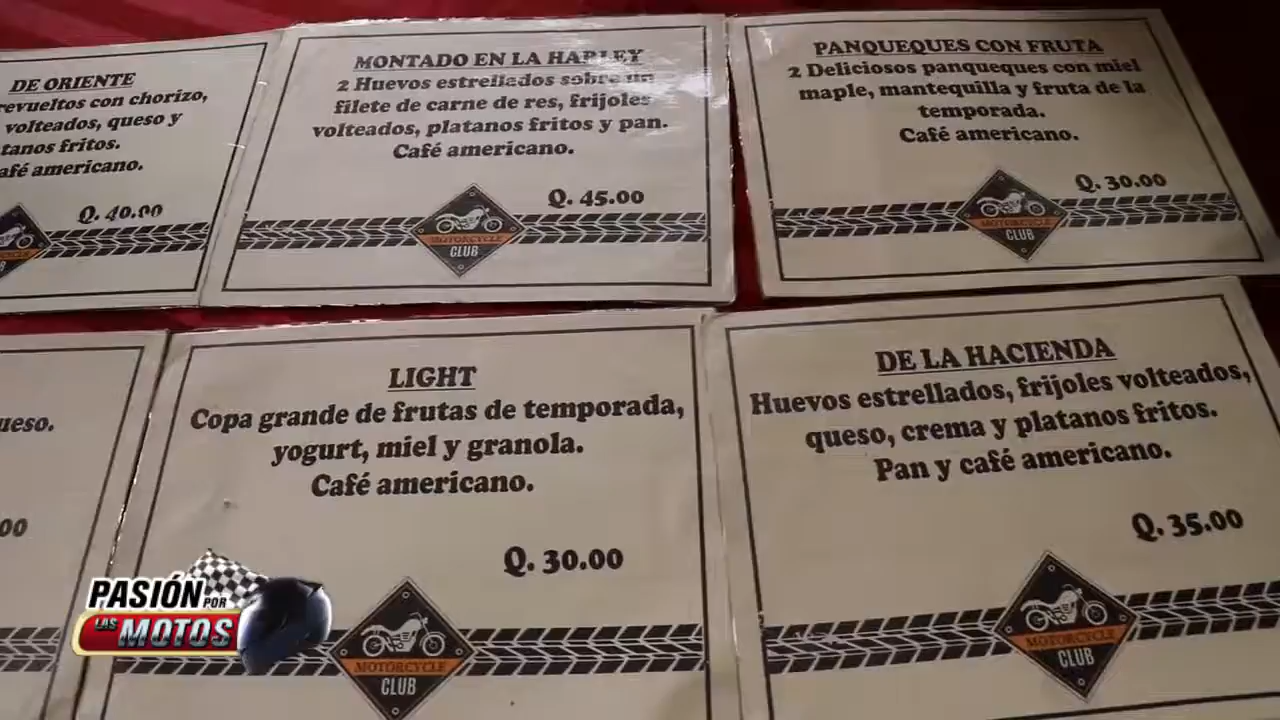 DE ORIENTE
revueltos con chorizo,
volteados, queso y
tanos fritos.
afé americano.
Q. 40.00
MONTADO EN LA HARLEY
2 Huevos estrellados sobre un
filete de carne de res, frijoles
volteados, platanos fritos y pan.
Café americano.
Q. 45.00
MOTORCYCLE
CLUB
PANQUEQUES CON FRUTA
2 Deliciosos panqueques con miel
maple, mantequilla y fruta de la
temporada.
Café americano.
Q. 30.00
MOTORCYCLE
CLUB
ueso.
00
LIGHT
Copa grande de frutas de temporada,
yogurt, miel y granola.
Café americano.
Q. 30.00
MOTORCYCLE
CLUB
DE LA HACIENDA
Huevos estrellados, frijoles volteados,
queso, crema y platanos fritos.
Pan y café americano.
Q. 35.00
MOTORCYCLE
CLUB
PASIÓN POR
LAS MOTOS